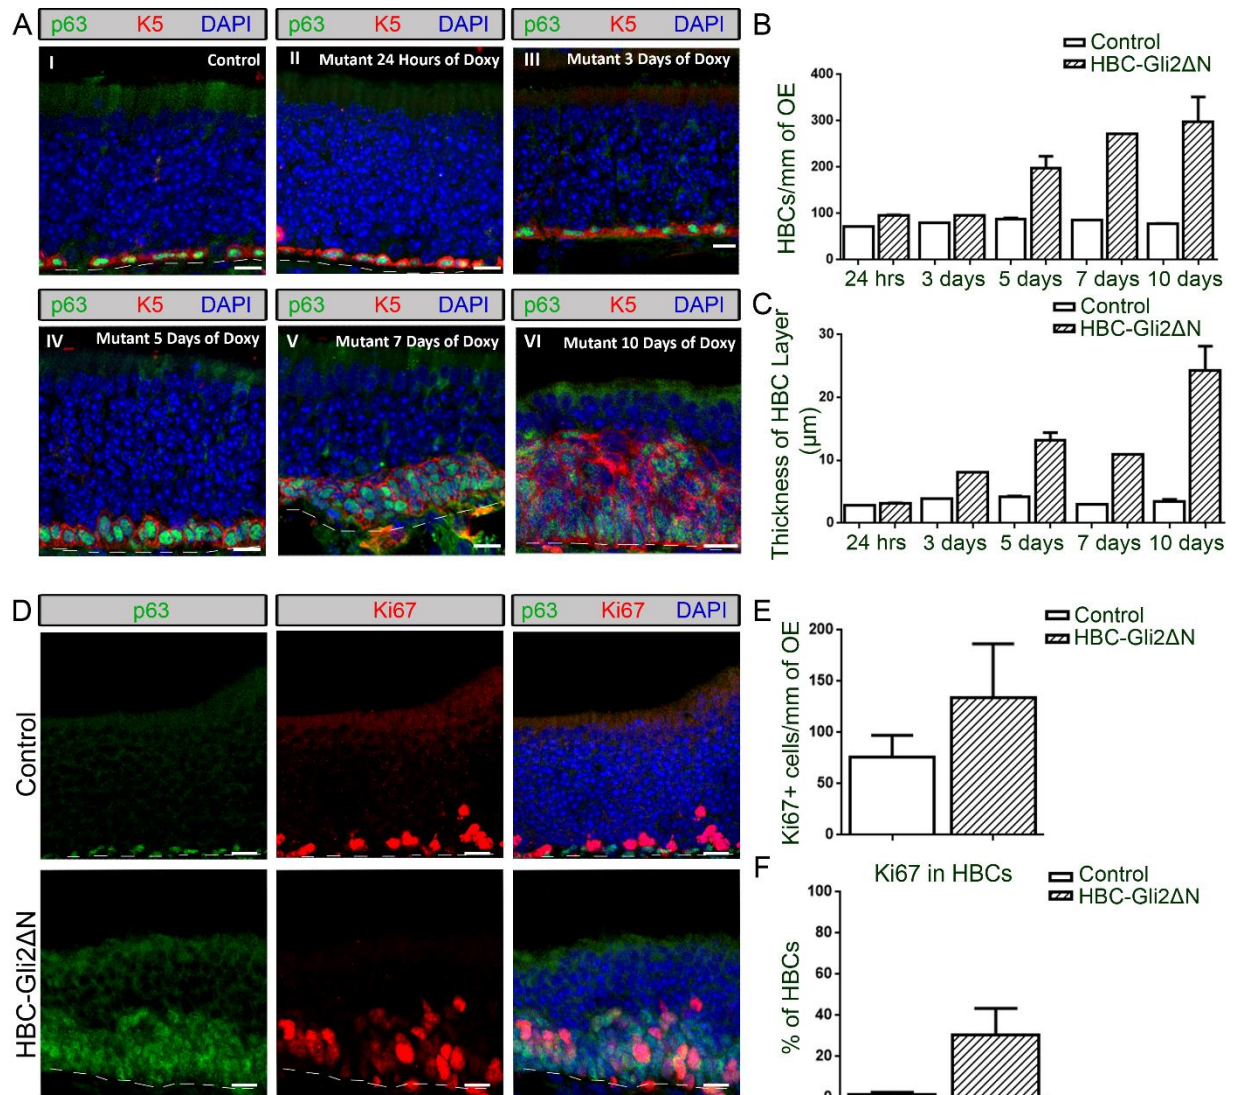 A
p63 K5 DAPI
p63 K5 DAPI
p63 K5 DAPI
I
Control
II
Mutant 24 Hours of Doxy
III
Mutant 3 Days of Doxy
p63 K5 DAPI
p63 K5 DAPI
p63 K5 DAPI
IV
Mutant 5 Days of Doxy
V
Mutant 7 Days of Doxy
VI
Mutant 10 Days of Doxy
B
Control
HBC-Gli2ΔN
HBCs/mm of OE
400
300
200
100
0
24 hrs 3 days 5 days 7 days 10 days
C
Control
HBC-Gli2ΔN
Thickness of HBC Layer
(μm)
30
20
10
0
24 hrs 3 days 5 days 7 days 10 days
D
p63
Ki67
p63 Ki67 DAPI
Control
HBC-Gli2ΔN
E
Control
HBC-Gli2ΔN
Ki67+ cells/mm of OE
200
150
100
50
0
F
Ki67 in HBCs
Control
HBC-Gli2ΔN
% of HBCs
100
80
60
40
20
0